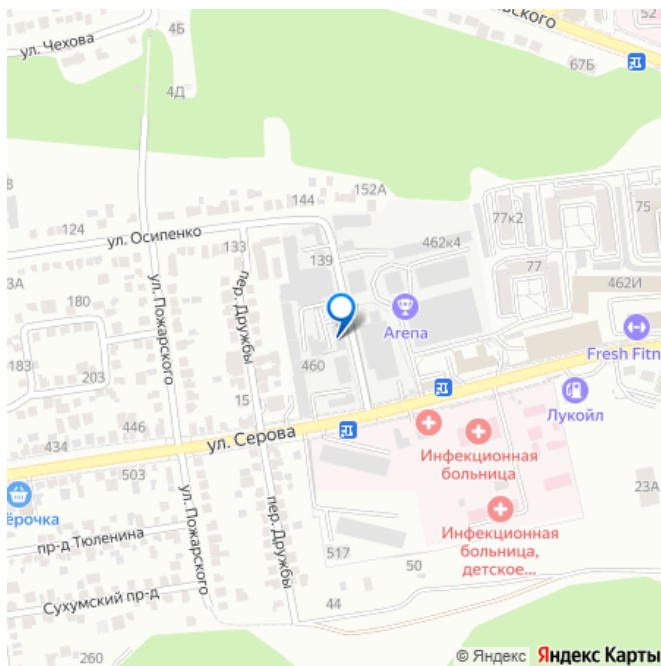 52
вского
4Б
ул. Чехова
67Б
4Д
152А
144
124
ул. Осипенко
133
139
462к4
77к2
75
77
3А
180
пер. Дружбы
ул. Пожарского
462И
Arena
Fresh Fitn
183
203
460
15
Лукойл
446
434
ул. Серова
503
Инфекционная
больница
23А
ёрочка
ул. Пожарского
пер. Дружбы
пр-д Тюленина
Инфекционная
больница,
детское...
517
50
Сухумский пр-д
44
260
© Яндекс Яндекс Карты